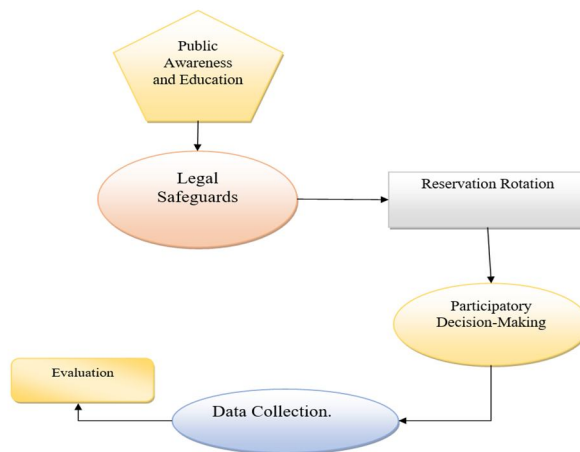 Public
Awareness
and Education
Legal
Safeguards
Reservation Rotation
Participatory
Decision-Making
Data Collection.
Evaluation